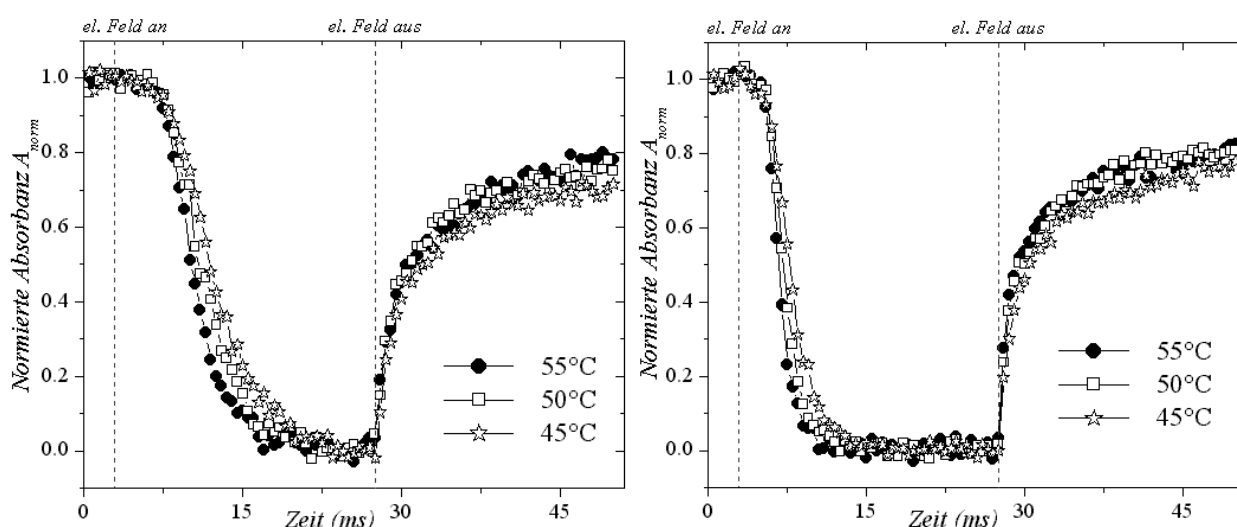 el. Feld an el. Feld aus
1.0
0.8
0.6
0.4
0.2
0.0
Normierte Absorbanz A norm
55°C
50°C
45°C
0 15 30 45
Zeit (ms)
el. Feld an el. Feld aus
1.0
0.8
0.6
0.4
0.2
0.0
Normierte Absorbanz A norm
55°C
50°C
45°C
0 15 30 45
Zeit (ms)